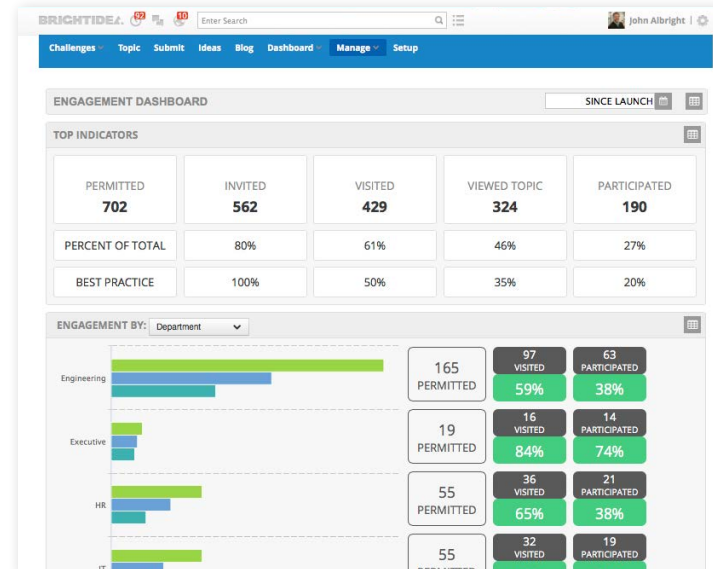 BRIGHTIDEA
92
10
Enter Search
John Albright |
Challenges Topic Submit Ideas Blog Dashboard Manage Setup
ENGAGEMENT DASHBOARD
SINCE LAUNCH
TOP INDICATORS
PERMITTED INVITED VISITED VIEWED TOPIC PARTICIPATED
702 562 429 324 190
PERCENT OF TOTAL 80% 61% 46% 27%
BEST PRACTICE 100% 50% 35% 20%
ENGAGEMENT BY: Department
Engineering
165
PERMITTED
97
VISITED
59%
63
PARTICIPATED
38%
Executive
19
PERMITTED
16
VISITED
84%
14
PARTICIPATED
74%
HR
55
PERMITTED
36
VISITED
65%
21
PARTICIPATED
38%
IT
55
PERMITTED
32
VISITED
19
PARTICIPATED